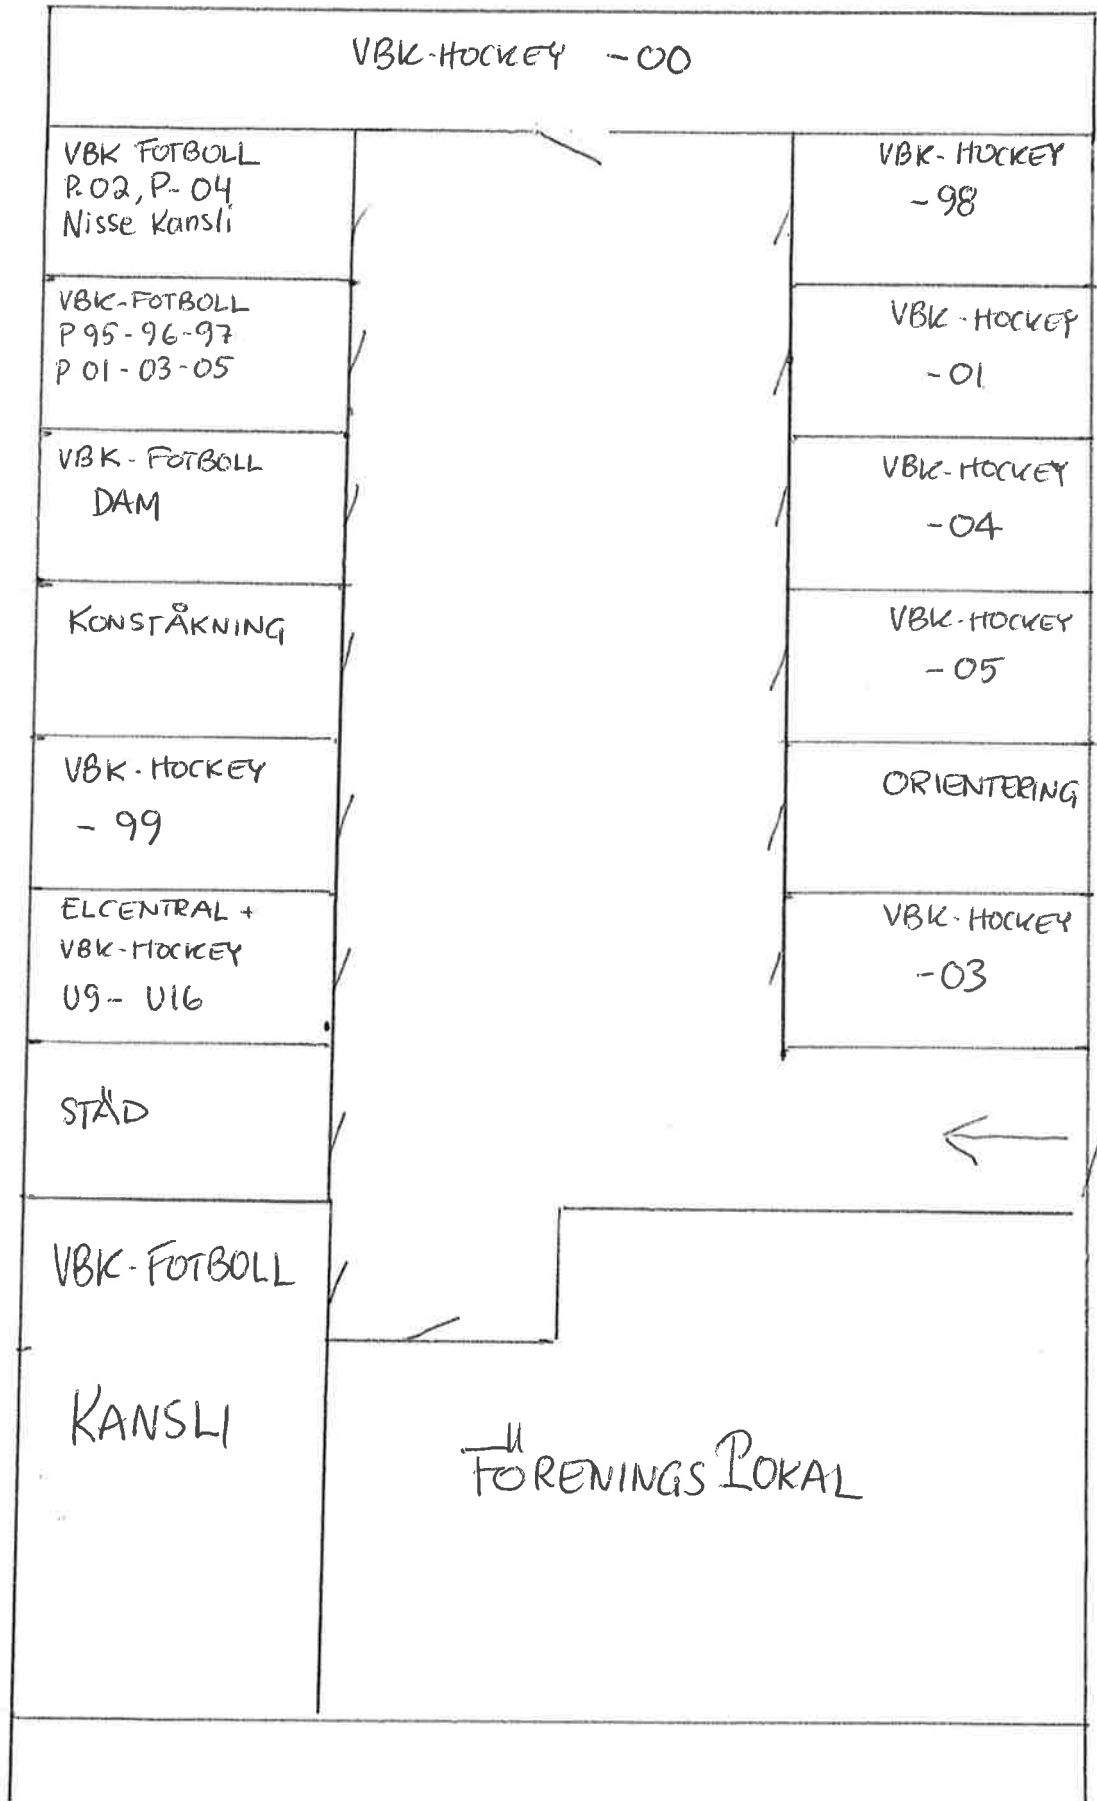 VBK-HOCKEY -00
VBK FOTBOLL
P-02, P-04
Nisse Kansli
VBK-FOTBOLL
P 95-96-97
P 01-03-05
VBK-FOTBOLL
DAM
KONSTÅKNING
VBK-HOCKEY
- 99
ELCENTRAL +
VBK-HOCKEY
U9- U16
STÄD
VBK-FOTBOLL
KANSLI
VBK-HOCKEY
-98
VBK-HOCKEY
-01
VBK-HOCKEY
-04
VBK-HOCKEY
-05
ORIENTERING
VBK-HOCKEY
-03
FÖRENINGSLOKAL